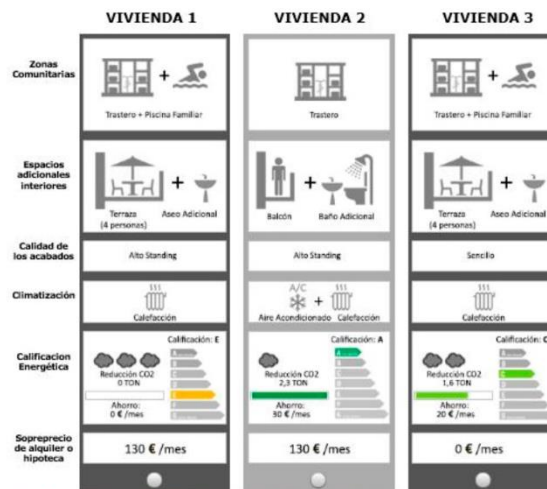 VIVIENDA 1
VIVIENDA 2
VIVIENDA 3
Zonas
Comunitarias
+
Trastero + Piscina Familiar
Trastero
+
Trastero + Piscina Familiar
Espacios
adicionales
interiores
+
Terraza
(4 personas)
Aseo Adicional
+
Balcón
Baño Adicional
+
Terraza
(4 personas)
Aseo Adicional
Calidad de
los acabados
Alto Standing
Alto Standing
Sencillo
Climatización
Calefacción
A/C
+
Aire Acondicionado
Calefacción
Calefacción
Calificacion
Energética
Calificación: E
Reducción CO2
0 TON
Ahorro:
0 € /mes
Calificación: A
Reducción CO2
2,3 TON
Ahorro:
30 € /mes
Calificación:
Reducción CO2
1,6 TON
Ahorro:
20 € /mes
Sopreprecio
de alquiler o
hipoteca
130 € /mes
130 € /mes
0 € /mes